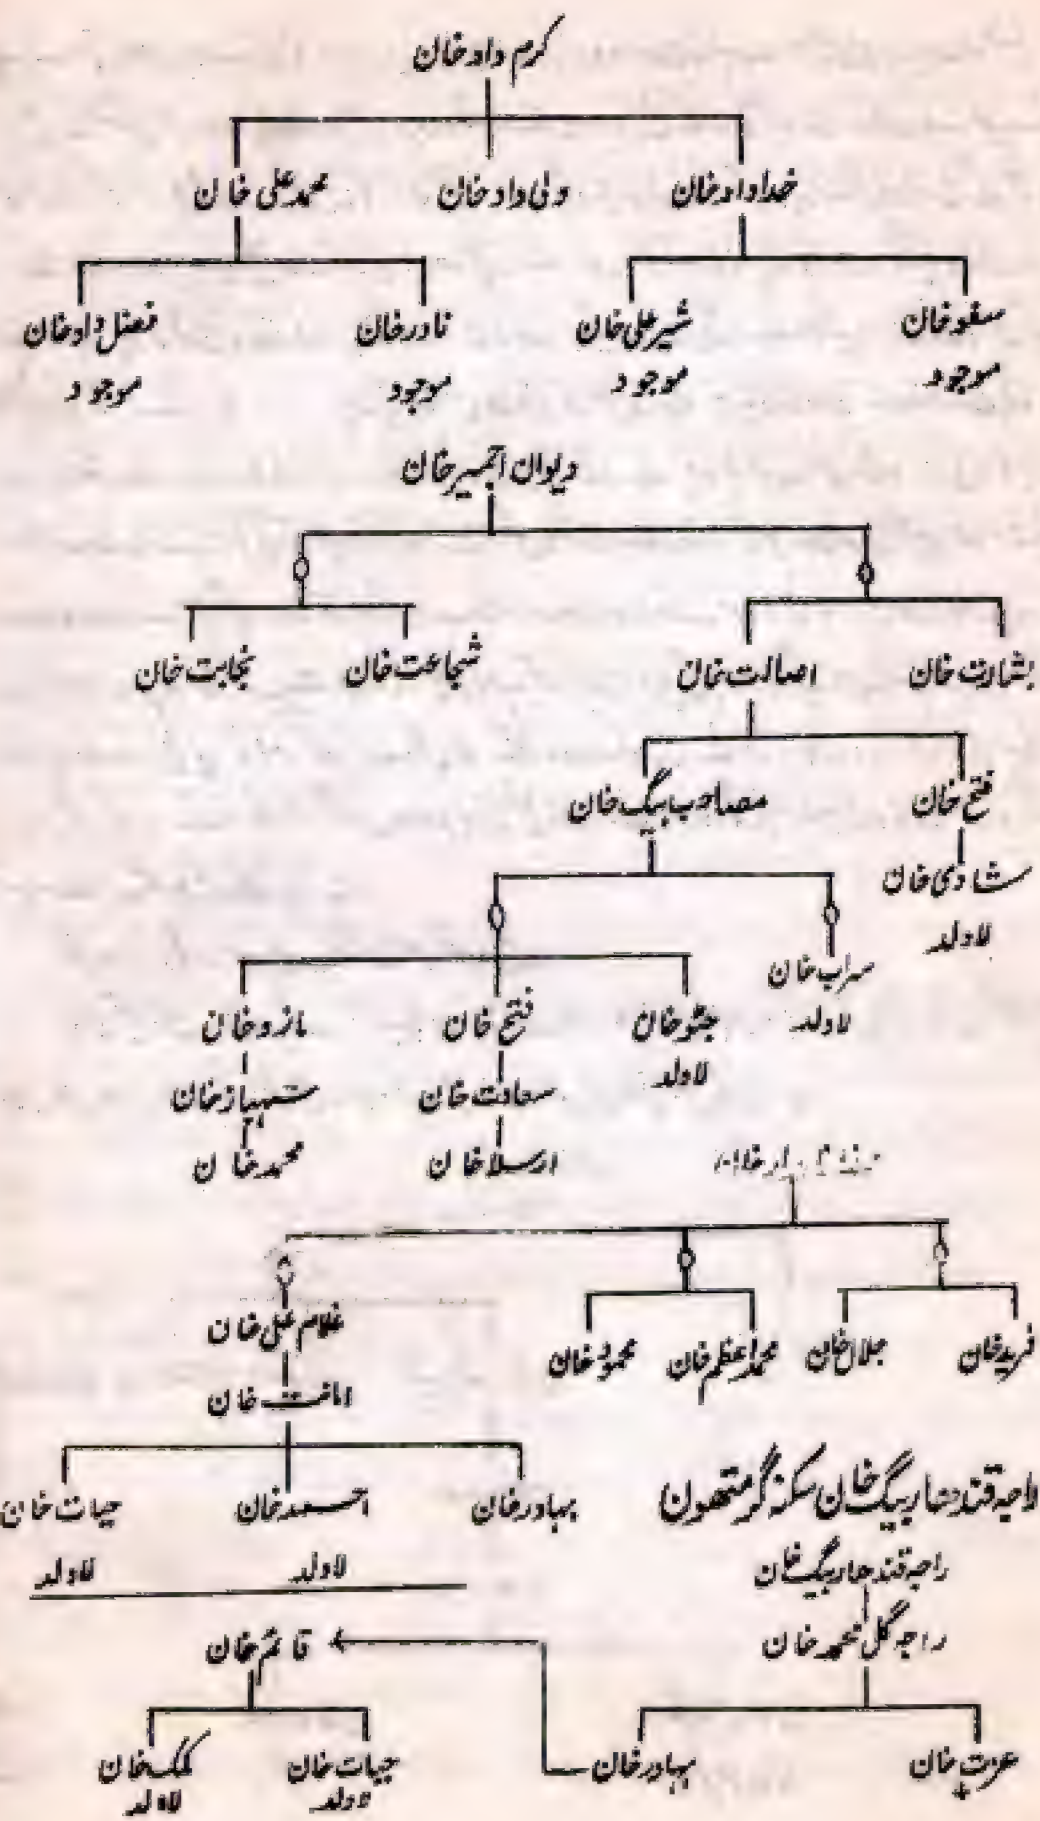 کرم داد خان
خداداد خان ولی داد خان محمد علی خان
سفو خان شیر علی خان نادر خان فضل داد خان
موجود موجود موجود موجود
دیوان اجمیر خان
بشارت خان اصالت خان شجاعت خان نجابت خان
فتح خان مصاحب بیگ خان
شادی خان
لاولد
سراب خان
لاولد
جٹو خان فتح خان مازو خان
لاولد سعادت خان شہباز خان
ارسلا خان محمد خان
فرید خان جلال خان محمد اعظم خان محمود خان غلام علی خان
امانت خان
بہادر خان احمد خان حیات خان
لاولد لاولد
راجہ قندھار بیگ خان سکنہ گرمتھون
راجہ قندھار بیگ خان
راجہ گل محمد خان
عزت خان بہادر خان
قائم خان
حیات خان کمک خان
لاولد لاولد